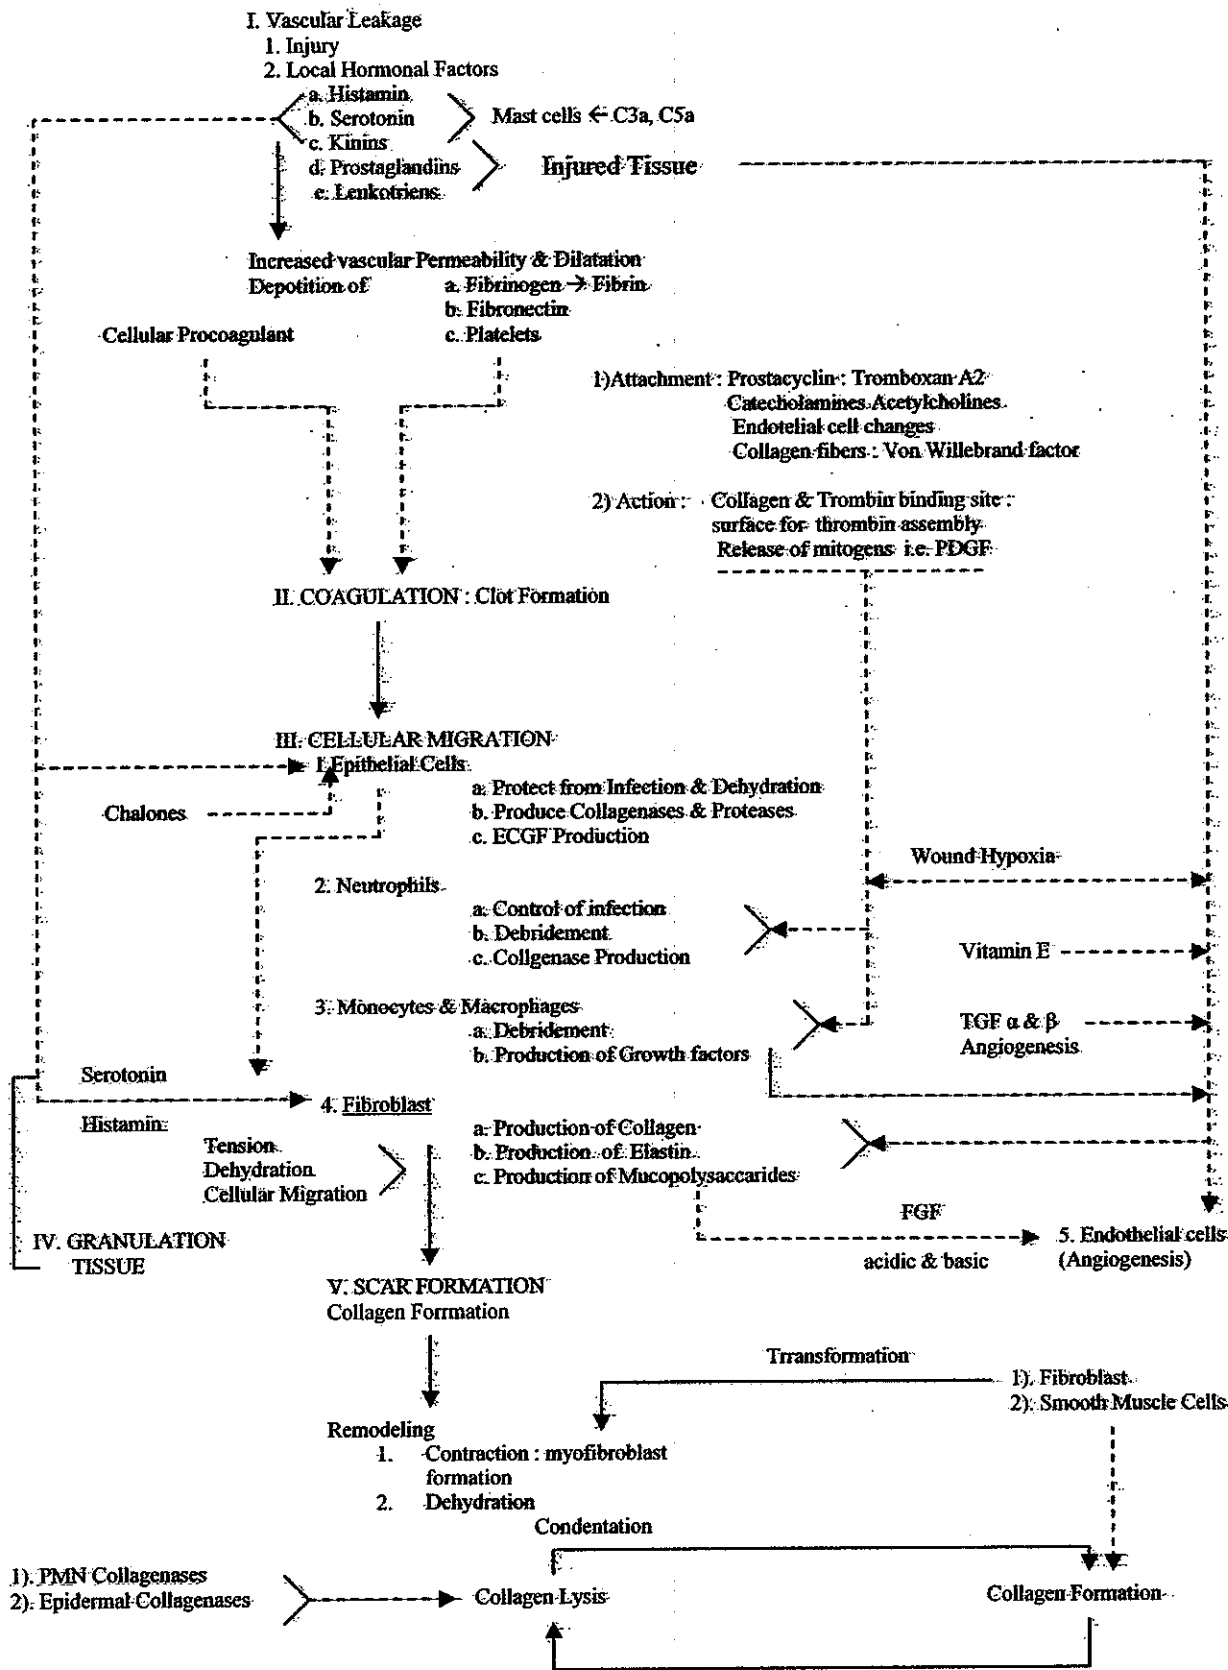 I. Vascular Leakage
1. Injury
2. Local Hormonal Factors
a. Histamin
b. Serotonin
c. Kinins
d. Prostaglandins
e. Lenkotriens
Mast cells ← C3a, C5a
Injured Tissue
Increased vascular Permeability & Dilatation
Depotition of
a. Fibrinogen → Fibrin
b. Fibronectin
c. Platelets
Cellular Procoagulant
1)Attachment : Prostacyclin : Tromboxan A2
Catecholamines Acetylcholines
Endotelial cell changes
Collagen fibers : Von Willebrand factor
2) Action : Collagen & Trombin binding site :
surface for thrombin assembly
Release of mitogens i.e. PDGF
II. COAGULATION : Clot Formation
III. CELLULAR MIGRATION
1 Epithelial Cells
a. Protect from Infection & Dehydration
b. Produce Collagenases & Proteases
c. ECGF Production
Chalones
Wound Hypoxia
2. Neutrophils
a. Control of infection
b. Debridement
c. Collgenase Production
Vitamin E
3. Monocytes & Macrophages
a. Debridement
b. Production of Growth factors
TGF α & β
Angiogenesis
Serotonin
Histamin
4. Fibroblast
a. Production of Collagen
b. Production of Elastin
c. Production of Mucopolysaccarides
Tension
Dehydration
Cellular Migration
FGF
acidic & basic
5. Endothelial cells
(Angiogenesis)
IV. GRANULATION
TISSUE
V. SCAR FORMATION
Collagen Forrmation
Trransformation
1). Fibroblast
2). Smooth Muscle Cells
Remodeling
1. Contraction : myofibroblast
formation
2. Dehydration
Condentation
1). PMN Collagenases
2). Epidermal Collagenases
Collagen Lysis
Collagen Formation